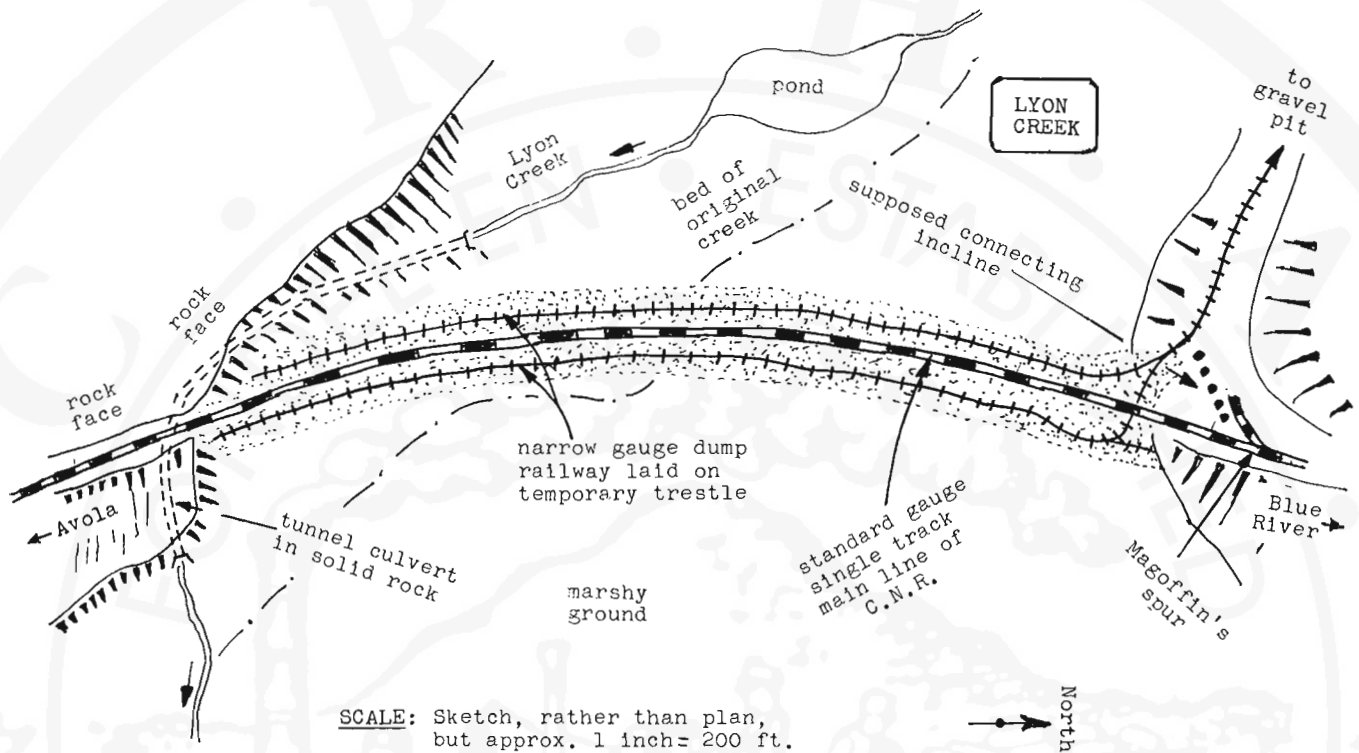 to
gravel
pit
pond
LYON
CREEK
Lyon
Creek
bed of
original
creek
supposed connecting
incline
rock
face
rock
face
narrow gauge dump
railway laid on
temporary trestle
Avola
tunnel culvert
in solid rock
standard gauge
single track
main line of
C.N.R.
Blue
River
Magoffin's
spur
marshy
ground
SCALE: Sketch, rather than plan,
but approx. 1 inch= 200 ft.
North